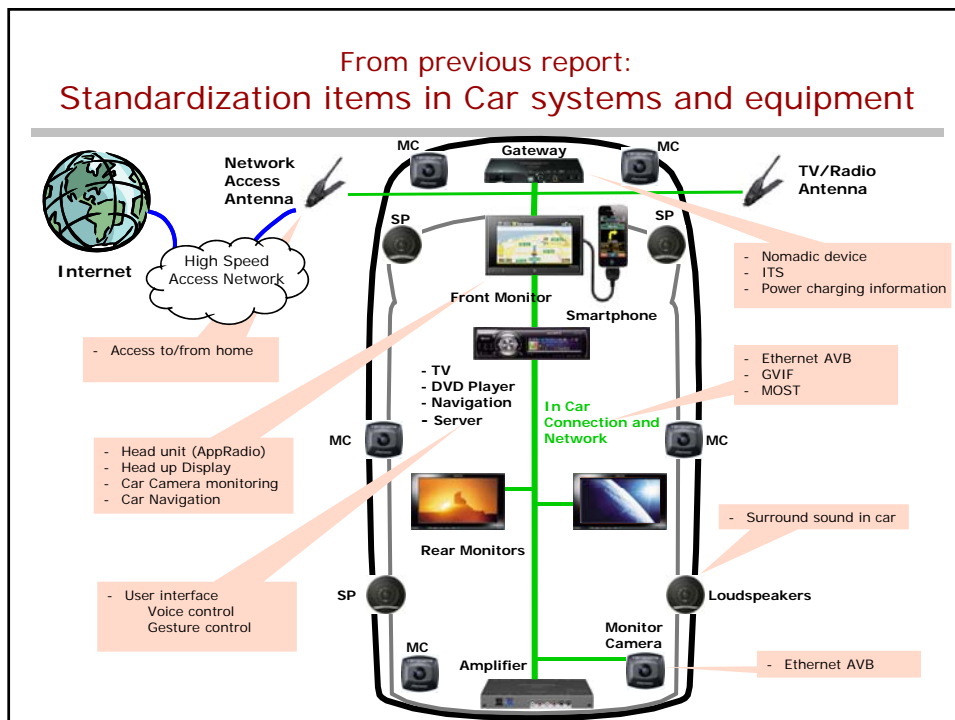 From previous report:
Standardization items in Car systems and equipment
MC
Gateway
MC
Network
Access
Antenna
TV/Radio
Antenna
SP
SP
Internet
High Speed
Access Network
- Nomadic device
- ITS
- Power charging information
Front Monitor
Smartphone
- Access to/from home
- TV
- DVD Player
- Navigation
- Server
- Ethernet AVB
- GVIF
- MOST
In Car
Connection and
Network
MC
MC
- Head unit (AppRadio)
- Head up Display
- Car Camera monitoring
- Car Navigation
- Surround sound in car
Rear Monitors
- User interface
Voice control
Gesture control
SP
Loudspeakers
MC
Monitor
Camera
Amplifier
- Ethernet AVB